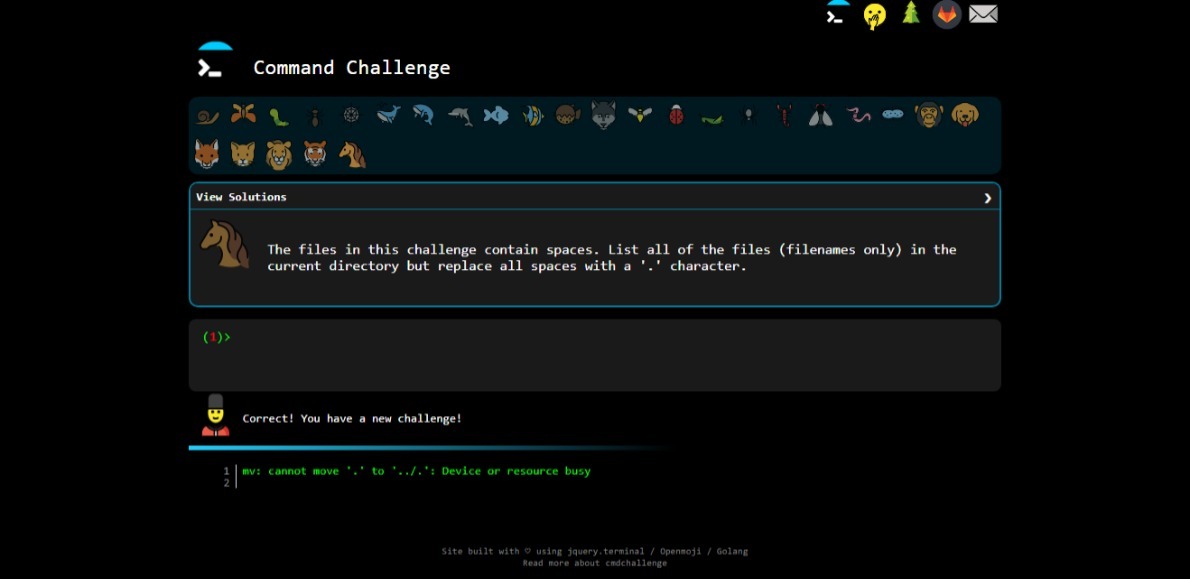 Command Challenge
View Solutions
The files in this challenge contain spaces. List all of the files (filenames only) in the
current directory but replace all spaces with a '.' character.
(1)>
Correct! You have a new challenge!
1 mv: cannot move '.' to '../.': Device or resource busy
2
Site built with ♡ using jquery.terminal / Openmoji / Golang
Read more about cmdchallenge